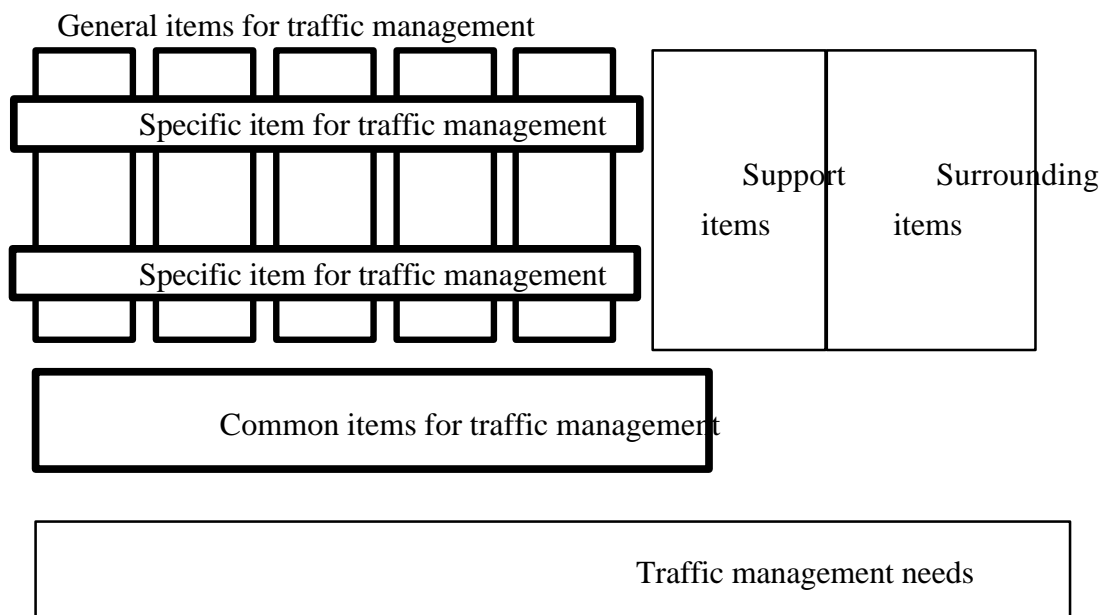 General items for traffic management
Specific item for traffic management
Support
items
Surrounding
items
Specific item for traffic management
Common items for traffic management
Traffic management needs